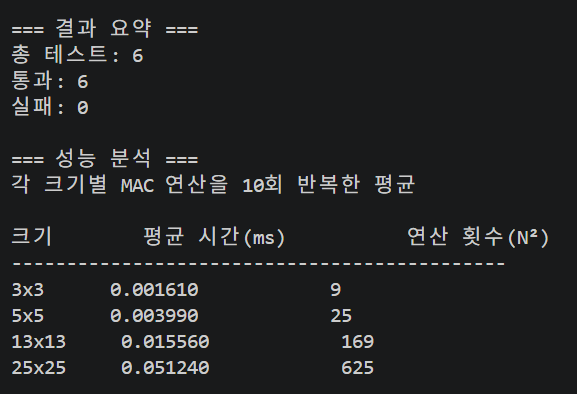 === 결과 요약 ===
총 테스트: 6
통과: 6
실패: 0
=== 성능 분석 ===
각 크기별 MAC 연산을 10회 반복한 평균
크기 평균 시간(ms) 연산 횟수(N²)
---------------------------------------------
3x3 0.001610 9
5x5 0.003990 25
13x13 0.015560 169
25x25 0.051240 625